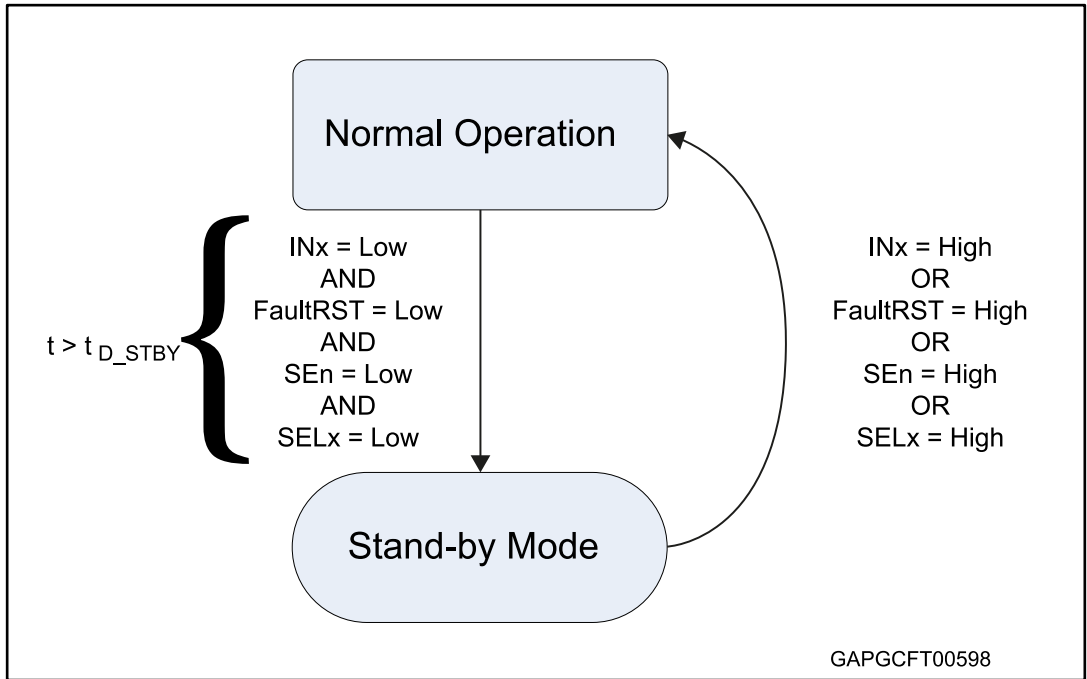 Normal Operation
t > t D_STBY
INx = Low
AND
FaultRST = Low
AND
SEn = Low
AND
SELx = Low
INx = High
OR
FaultRST = High
OR
SEn = High
OR
SELx = High
Stand-by Mode
GAPGCFT00598